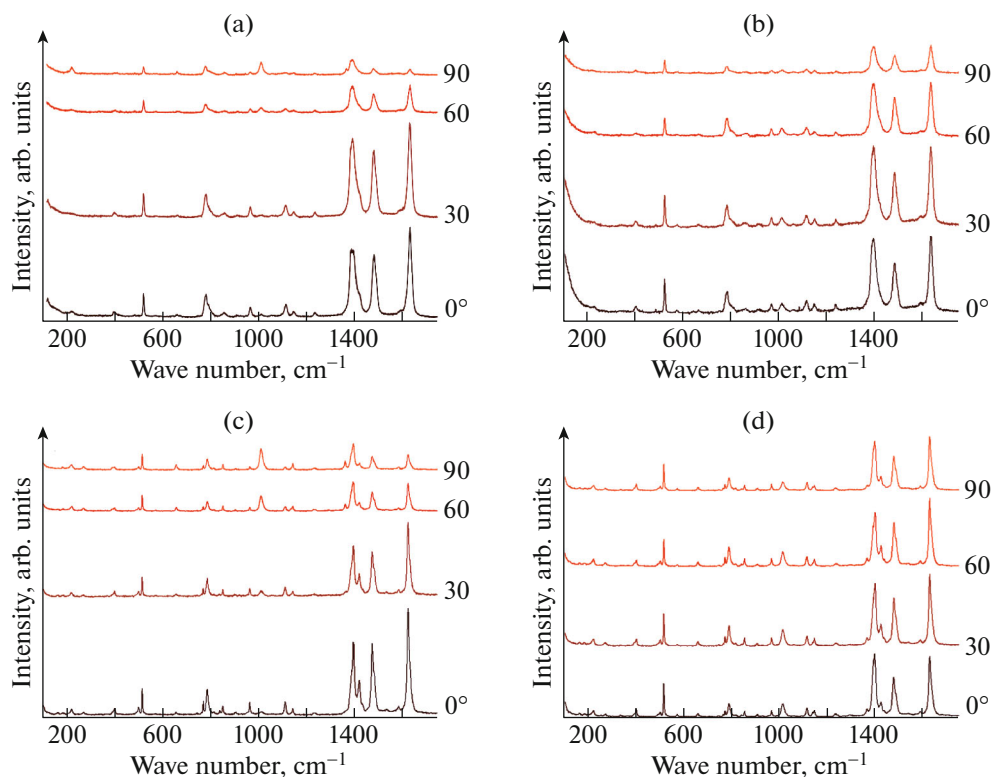 (a)
Intensity, arb. units
90
60
30
0°
200 600 1000 1400
Wave number, cm⁻¹
(b)
Intensity, arb. units
90
60
30
0°
200 600 1000 1400
Wave number, cm⁻¹
(c)
Intensity, arb. units
90
60
30
0°
200 600 1000 1400
Wave number, cm⁻¹
(d)
Intensity, arb. units
90
60
30
0°
200 600 1000 1400
Wave number, cm⁻¹